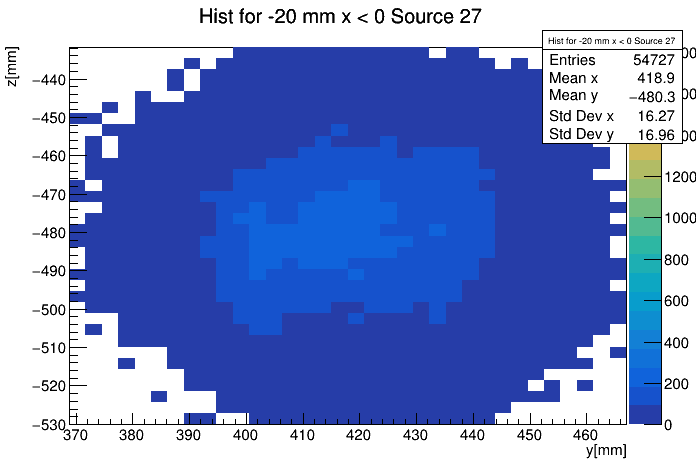 Hist for -20 mm x < 0 Source 27
z[mm]
Hist for -20 mm x < 0 Source 27
Entries 54727
Mean x 418.9
Mean y −480.3
Std Dev x 16.27
Std Dev y 16.96
−440
−450
−460
−470
−480
−490
−500
−510
−520
−530
1200
1000
800
600
400
200
0
370 380 390 400 410 420 430 440 450 460
y[mm]